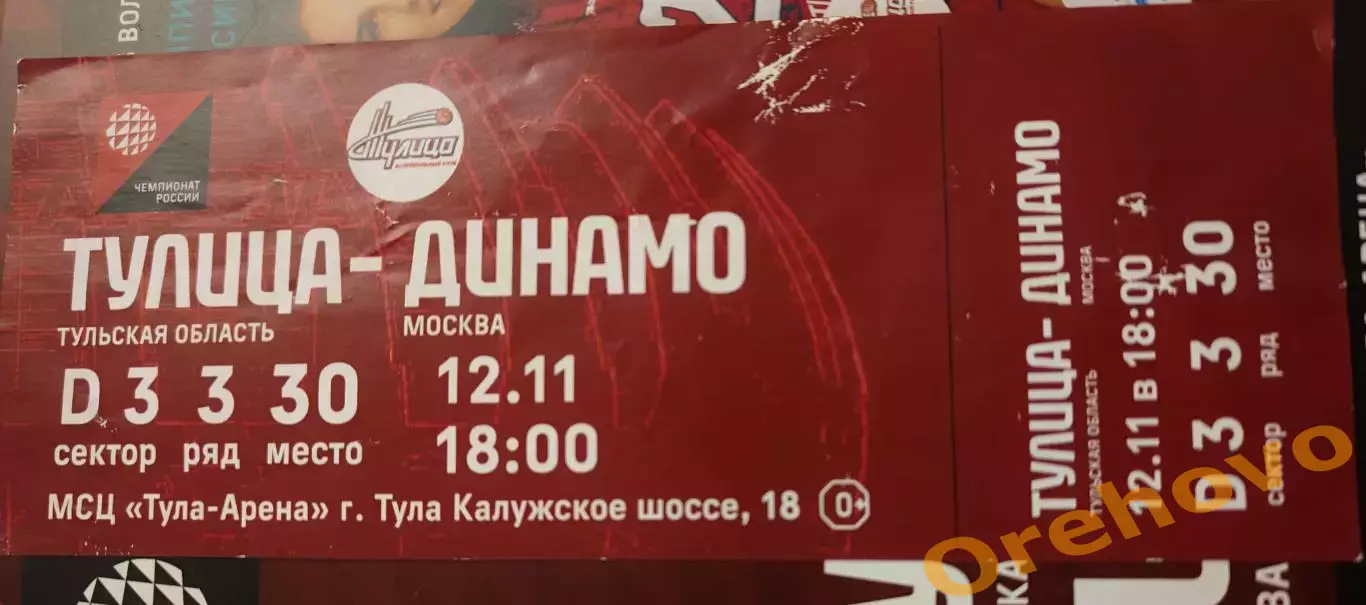 ЧЕМПИОНАТ
РОССИИ
Тулица
ТУЛИЦА- ДИНАМО
ТУЛЬСКАЯ ОБЛАСТЬ МОСКВА
D 3 3 30 12.11
сектор ряд место 18:00
МСЦ «Тула-Арена» г. Тула Калужское шоссе, 18 0+
ТУЛИЦА- ДИНАМО
ТУЛЬСКАЯ ОБЛАСТЬ МОСКВА
12.11 в 18:00
D 3 3 30
сектор ряд место
Orehovo